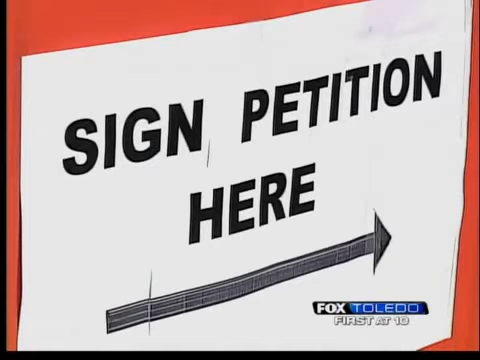 SIGN PETITION
HERE
FOX TOLEDO
FIRST AT 10